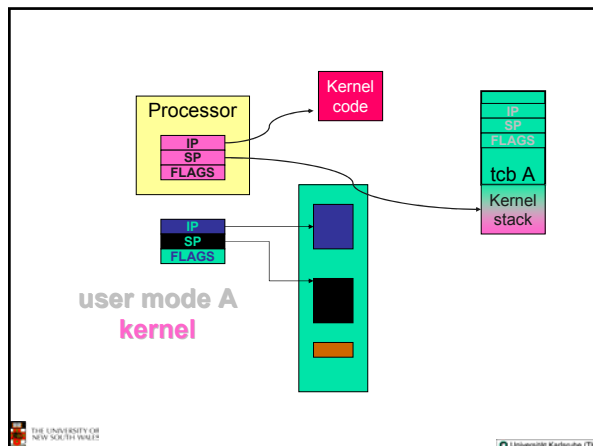 Kernel
code
Processor
IP
SP
FLAGS
IP
SP
FLAGS
tcb A
Kernel
stack
IP
SP
FLAGS
user mode A
kernel
THE UNIVERSITY OF
NEW SOUTH WALES
Universität Karlsruhe (T